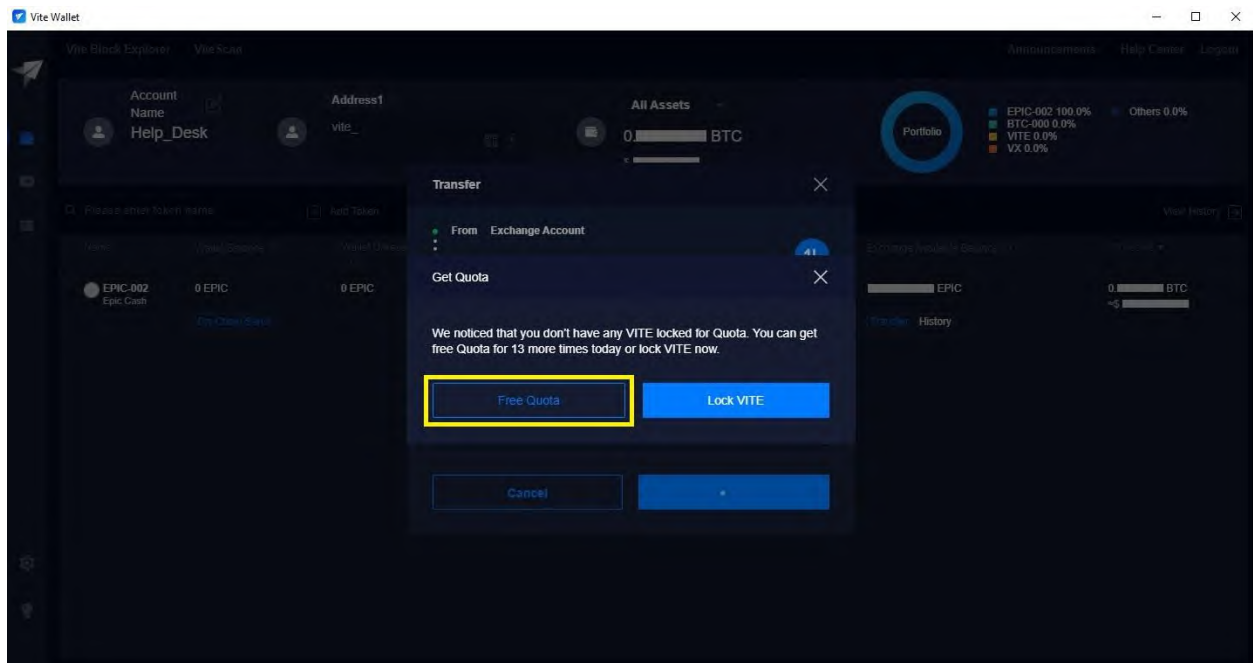 Vite Wallet
Vite Block Explorer ViteScan
Announcements Help Center Logout
Account
Name
Help_Desk
Address1
vite_
All Assets
0. BTC
Portfolio
EPIC-002 100.0%
BTC-000 0.0%
VITE 0.0%
VX 0.0%
Others 0.0%
Transfer
Please enter token name
Add Token
View History
From Exchange Account
Get Quota
EPIC-002
Epic Cash
0 EPIC
0 EPIC
EPIC
0. BTC
≈$
Transfer History
We noticed that you don't have any VITE locked for Quota. You can get
free Quota for 13 more times today or lock VITE now.
Free Quota
Lock VITE
Cancel